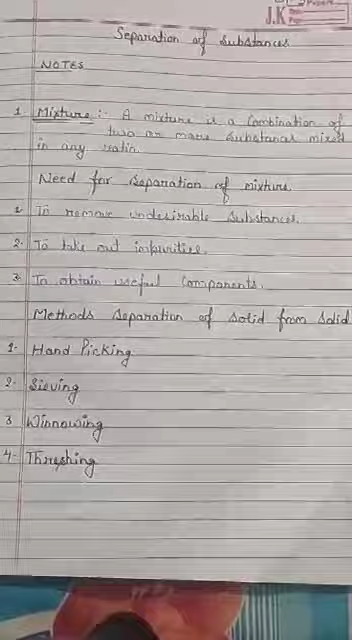 J.K
Separation of Substances
NOTES
1. Mixture :- A mixture is a Combination of
two or more Substances mixed
in any ratio.
Need for separation of mixture.
1. To remove undesirable Substances.
2. To take out impurities.
3. To obtain useful Components.
Methods Separation of Solid from Solid
1. Hand Picking
2. Sieving
3 Winnowing
4. Threshing